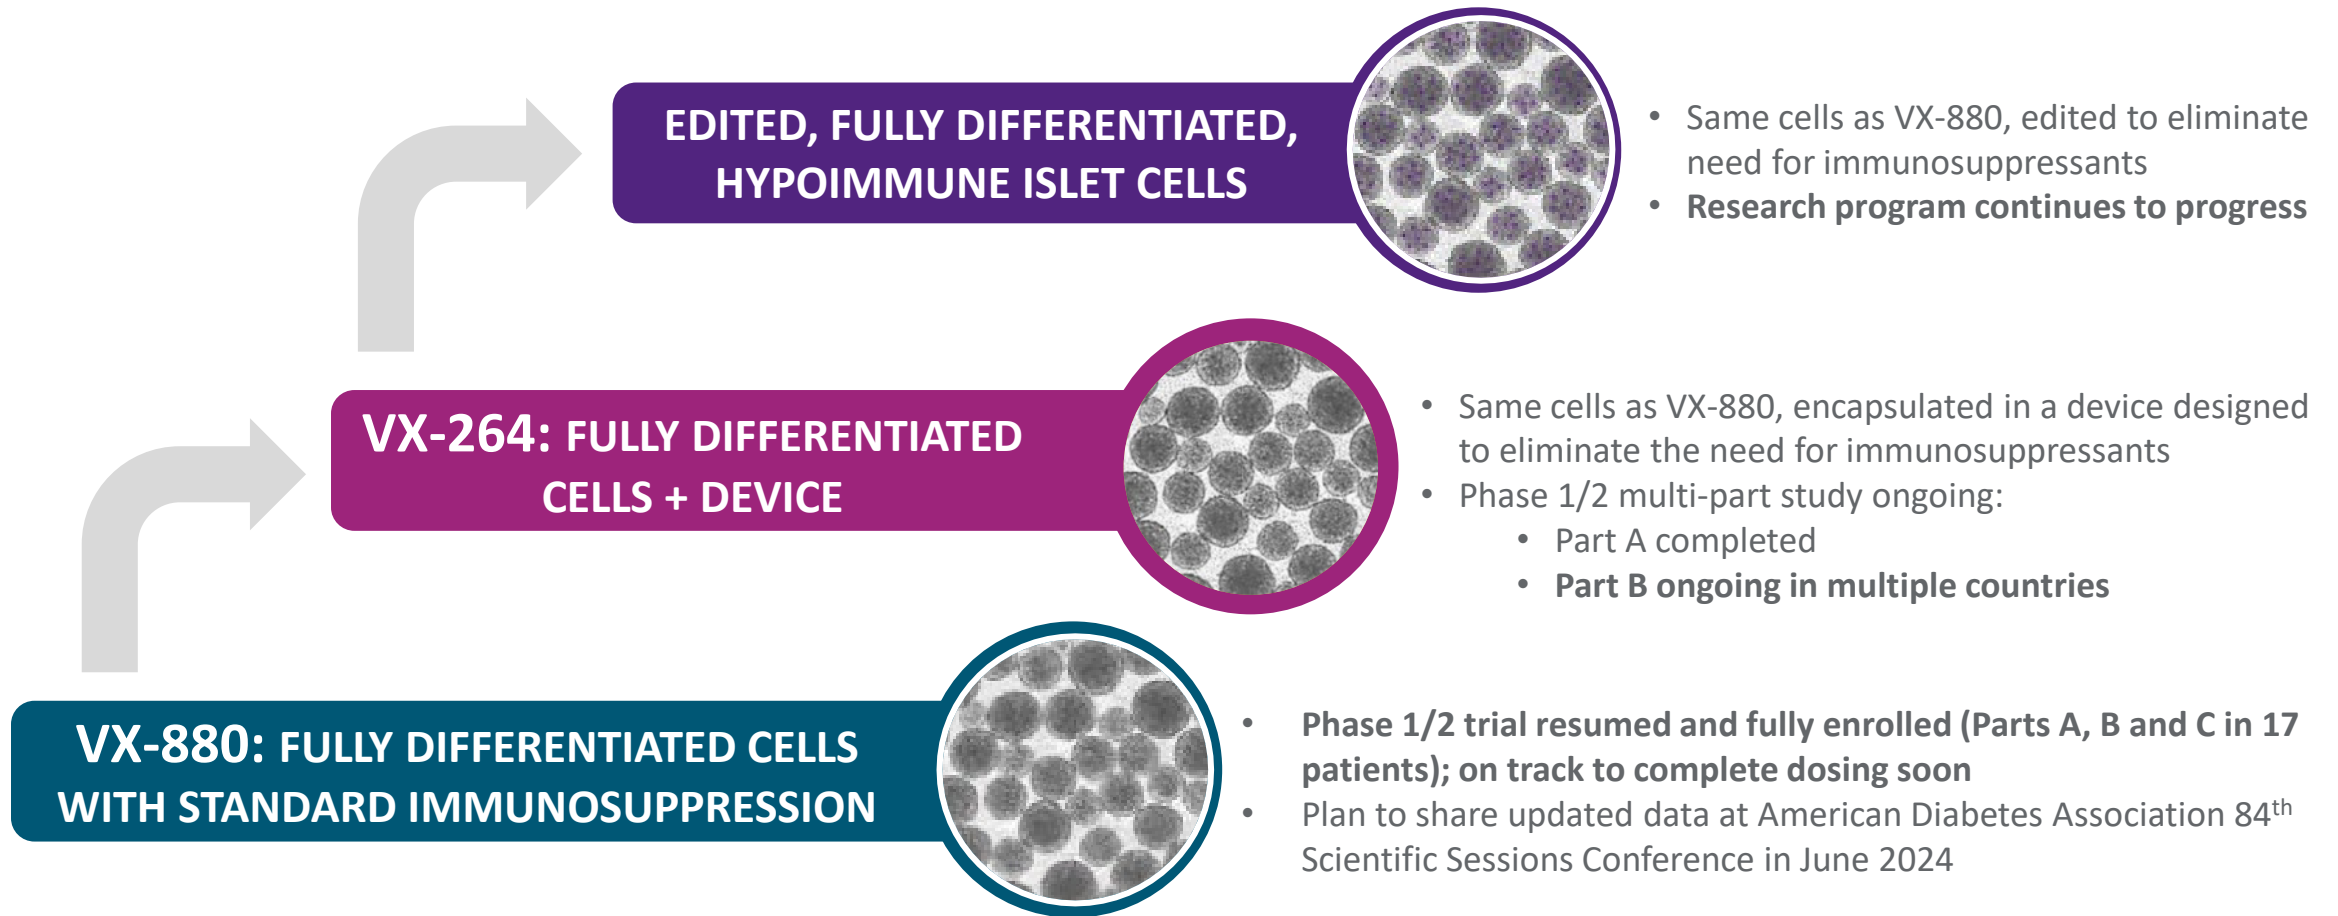 EDITED, FULLY DIFFERENTIATED,
HYPOIMMUNE ISLET CELLS
• Same cells as VX-880, edited to eliminate
need for immunosuppressants
• Research program continues to progress
VX-264: FULLY DIFFERENTIATED
CELLS + DEVICE
• Same cells as VX-880, encapsulated in a device designed
to eliminate the need for immunosuppressants
• Phase 1/2 multi-part study ongoing:
• Part A completed
• Part B ongoing in multiple countries
VX-880: FULLY DIFFERENTIATED CELLS
WITH STANDARD IMMUNOSUPPRESSION
• Phase 1/2 trial resumed and fully enrolled (Parts A, B and C in 17
patients); on track to complete dosing soon
• Plan to share updated data at American Diabetes Association 84th
Scientific Sessions Conference in June 2024